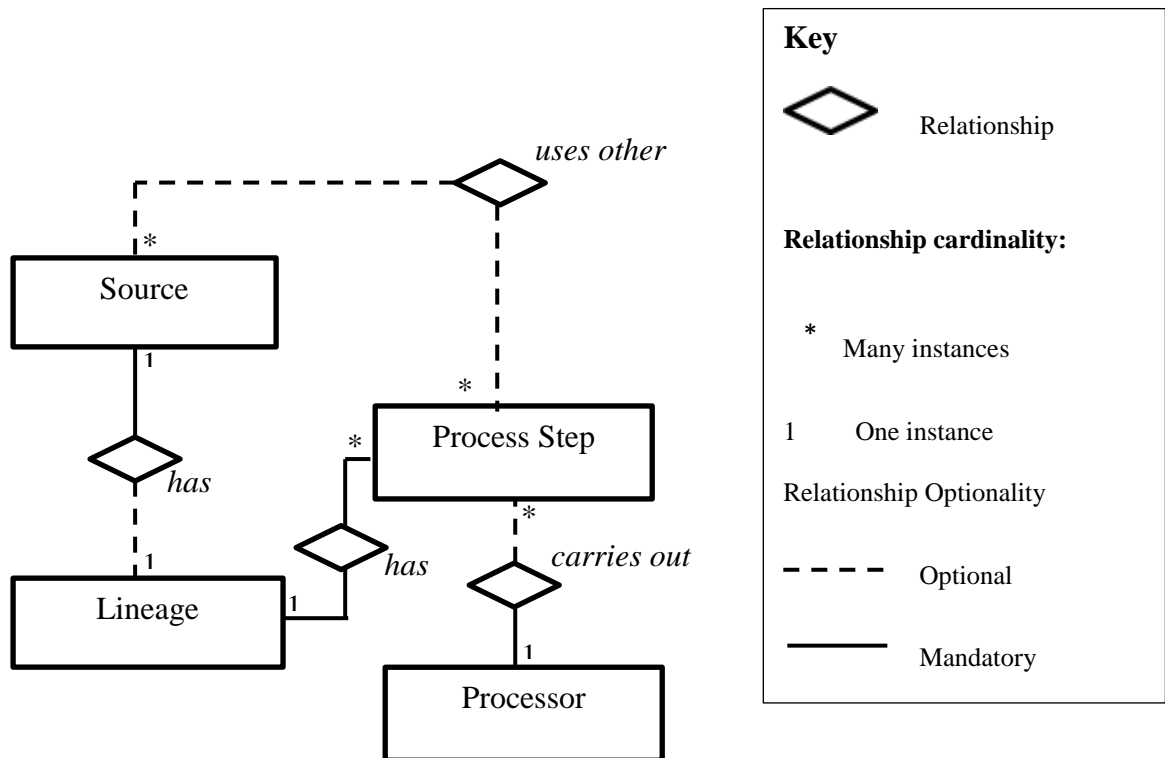 uses other
*
Source
1
*
Process Step
*
has
1
Lineage
1
has
*
carries out
1
Processor
Key
Relationship
Relationship cardinality:
* Many instances
1 One instance
Relationship Optionality
Optional
Mandatory